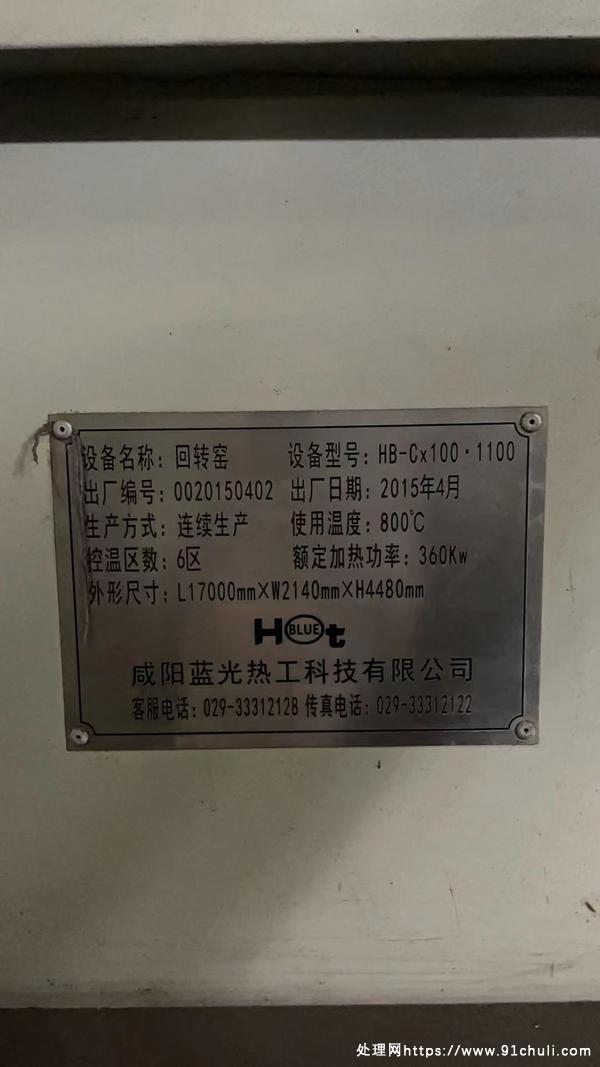 设备名称：回转窑 设备型号：HB-Cx100·1100
出厂编号：0020150402 出厂日期：2015年4月
生产方式：连续生产 使用温度：800℃
控温区数：6区 额定加热功率：360Kw
外形尺寸：L17000mm×W2140mm×H4480mm
H BLUE t
咸阳蓝光热工科技有限公司
客服电话：029-33312128 传真电话：029-33312122
处理网https://www.91chuli.com